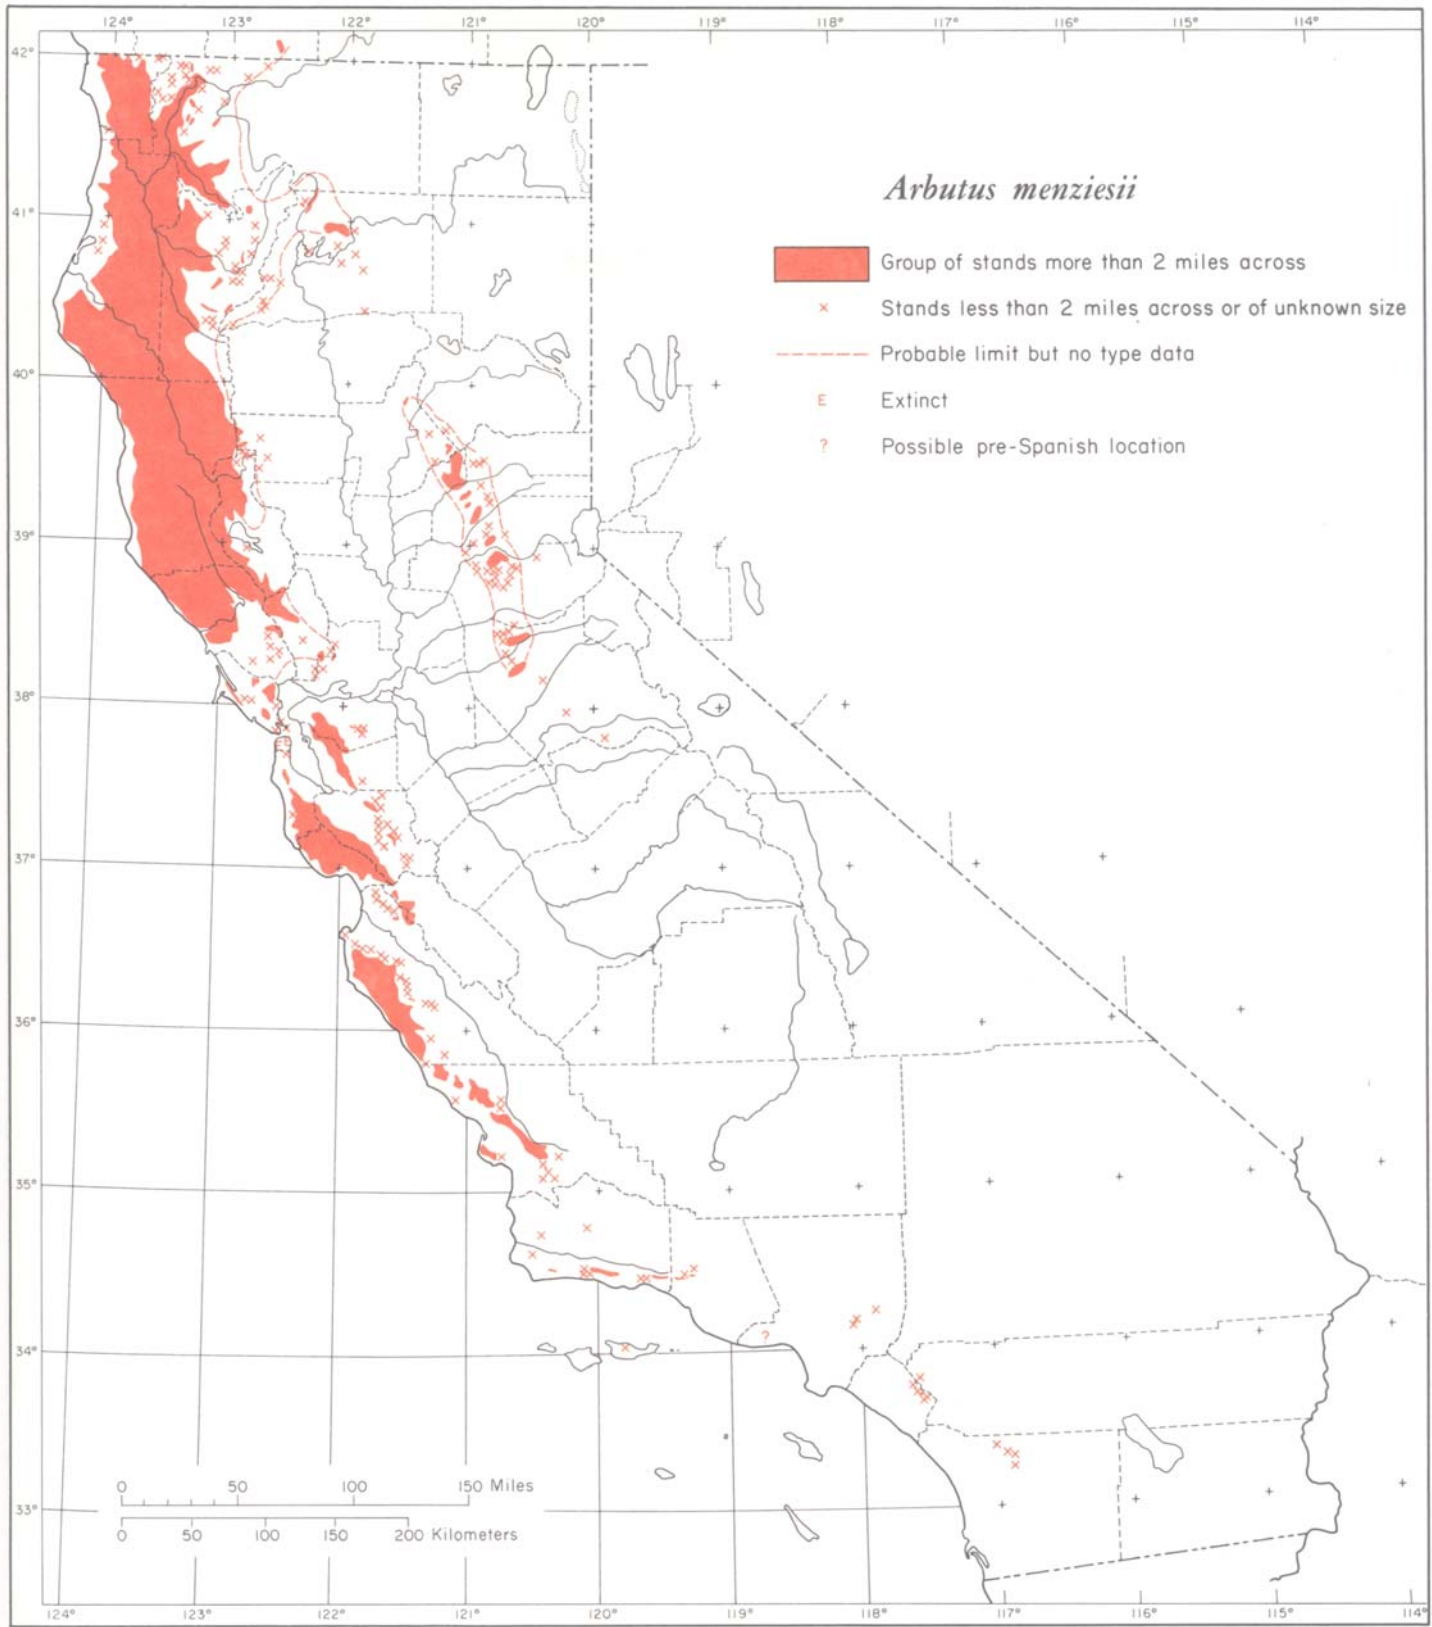 124° 123° 122° 121° 120° 119° 118° 117° 116° 115° 114°
42°
Arbutus menziesii
41°
Group of stands more than 2 miles across
× Stands less than 2 miles across or of unknown size
Probable limit but no type data
40°
E Extinct
? Possible pre-Spanish location
39°
38°
E
37°
36°
35°
?
34°
0 50 100 150 Miles
33°
0 50 100 150 200 Kilometers
124° 123° 122° 121° 120° 119° 118° 117° 116° 115° 114°